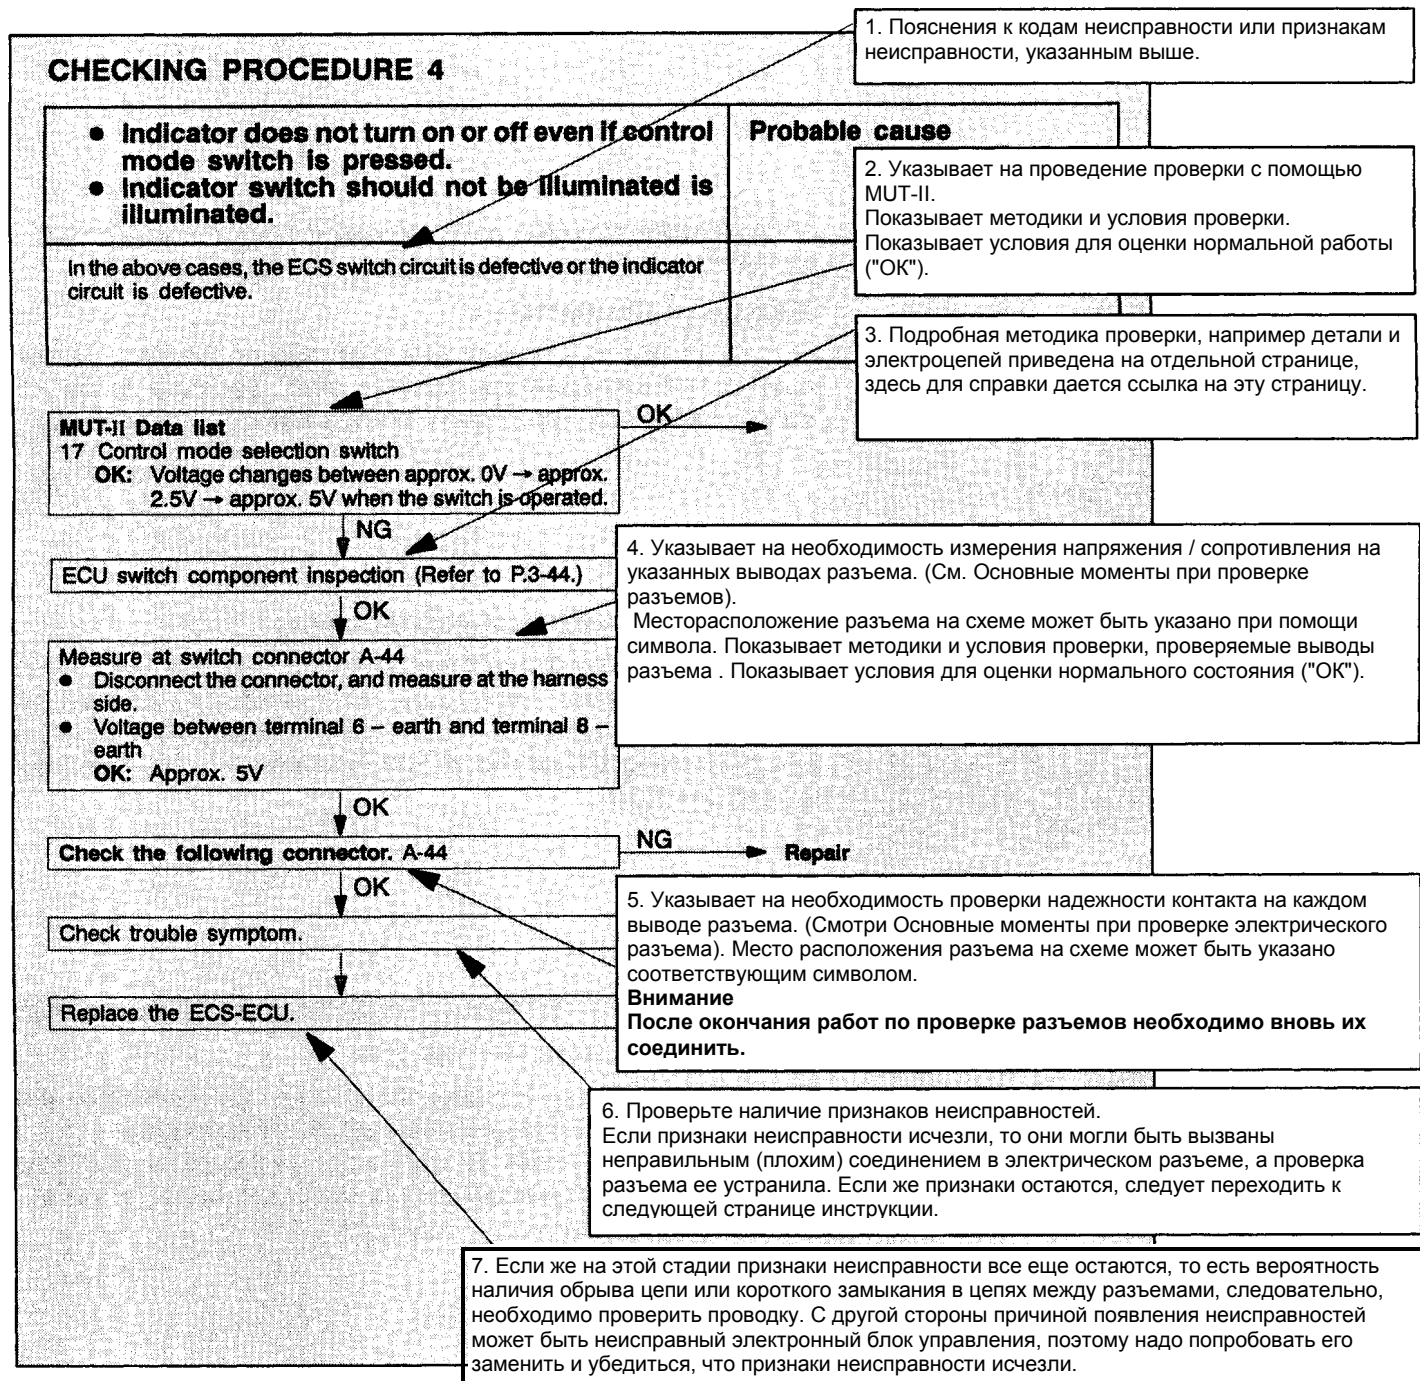 1. Пояснения к кодам неисправности или признакам
неисправности, указанным выше.
CHECKING PROCEDURE 4
● Indicator does not turn on or off even if control
mode switch is pressed.
● Indicator switch should not be illuminated is
illuminated.
Probable cause
2. Указывает на проведение проверки с помощью
MUT-II.
Показывает методики и условия проверки.
Показывает условия для оценки нормальной работы
("ОК").
In the above cases, the ECS switch circuit is defective or the indicator
circuit is defective.
3. Подробная методика проверки, например детали и
электроцепей приведена на отдельной странице,
здесь для справки дается ссылка на эту страницу.
MUT-II Data list
17 Control mode selection switch
OK: Voltage changes between approx. 0V → approx.
2.5V → approx. 5V when the switch is operated.
OK
NG
ECU switch component inspection (Refer to P.3-44.)
OK
4. Указывает на необходимость измерения напряжения / сопротивления на
указанных выводах разъема. (См. Основные моменты при проверке
разъемов).
Месторасположение разъема на схеме может быть указано при помощи
символа. Показывает методики и условия проверки, проверяемые выводы
разъема . Показывает условия для оценки нормального состояния ("ОК").
Measure at switch connector A-44
● Disconnect the connector, and measure at the harness
side.
● Voltage between terminal 6 – earth and terminal 8 –
earth
OK: Approx. 5V
OK
Check the following connector. A-44
NG
Repair
OK
5. Указывает на необходимость проверки надежности контакта на каждом
выводе разъема. (Смотри Основные моменты при проверке электрического
разъема). Место расположения разъема на схеме может быть указано
соответствующим символом.
Внимание
После окончания работ по проверке разъемов необходимо вновь их
соединить.
Check trouble symptom.
Replace the ECS-ECU.
6. Проверьте наличие признаков неисправностей.
Если признаки неисправности исчезли, то они могли быть вызваны
неправильным (плохим) соединением в электрическом разъеме, а проверка
разъема ее устранила. Если же признаки остаются, следует переходить к
следующей странице инструкции.
7. Если же на этой стадии признаки неисправности все еще остаются, то есть вероятность
наличия обрыва цепи или короткого замыкания в цепях между разъемами, следовательно,
необходимо проверить проводку. С другой стороны причиной появления неисправностей
может быть неисправный электронный блок управления, поэтому надо попробовать его
заменить и убедиться, что признаки неисправности исчезли.